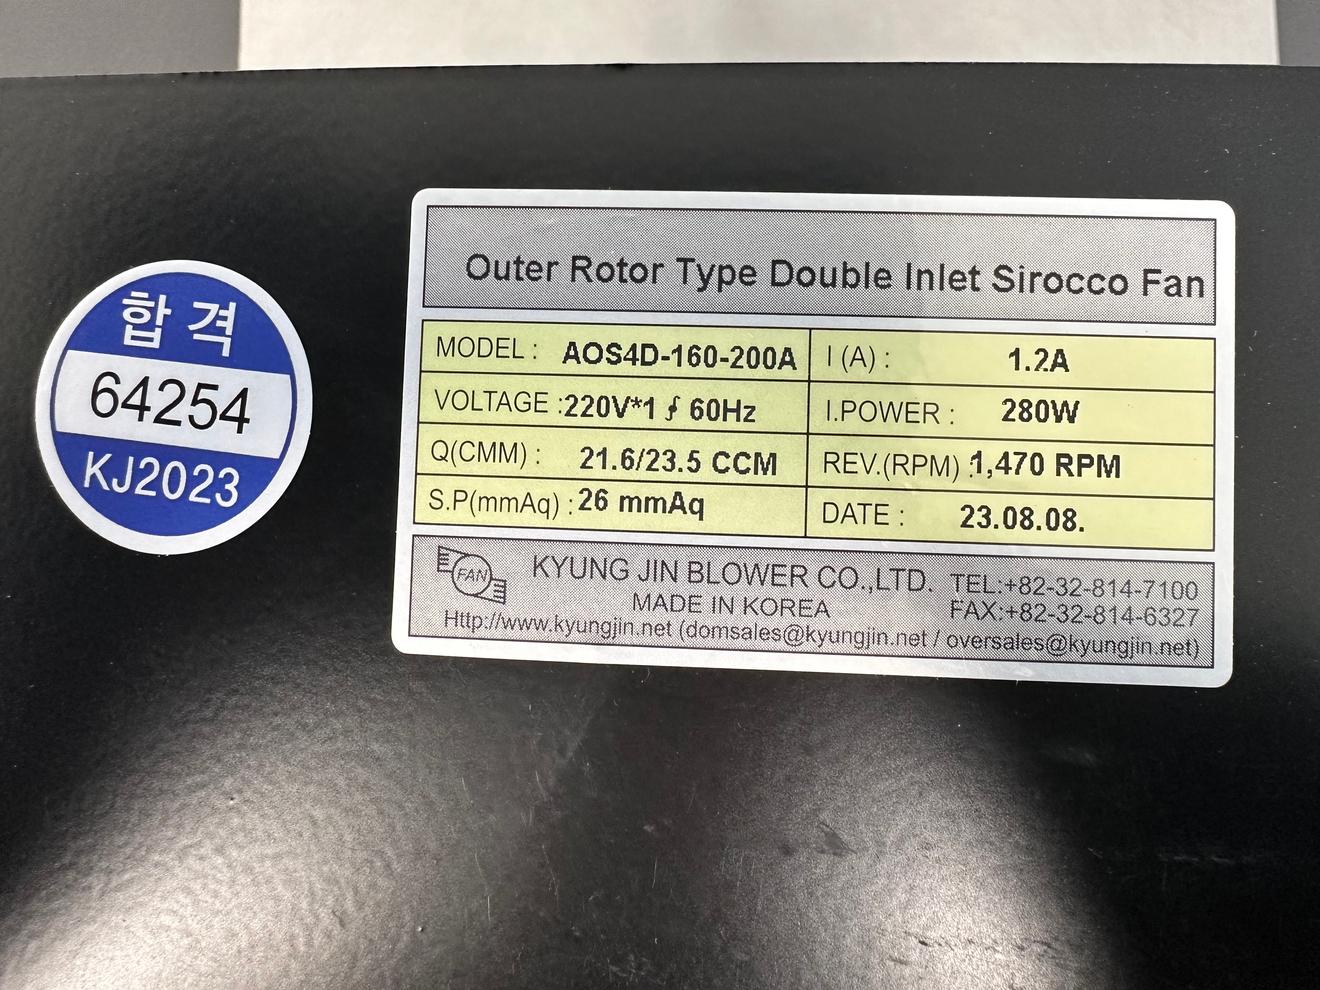 합격
64254
KJ2023
Outer Rotor Type Double Inlet Sirocco Fan
MODEL : AOS4D-160-200A I (A) : 1.2A
VOLTAGE :220V*1 ⨍ 60Hz I.POWER : 280W
Q(CMM) : 21.6/23.5 CCM REV.(RPM) :1,470 RPM
S.P(mmAq) : 26 mmAq DATE : 23.08.08.
FAN
KYUNG JIN BLOWER CO.,LTD. TEL:+82-32-814-7100
MADE IN KOREA FAX:+82-32-814-6327
Http://www.kyungjin.net (domsales@kyungjin.net / oversales@kyungjin.net)